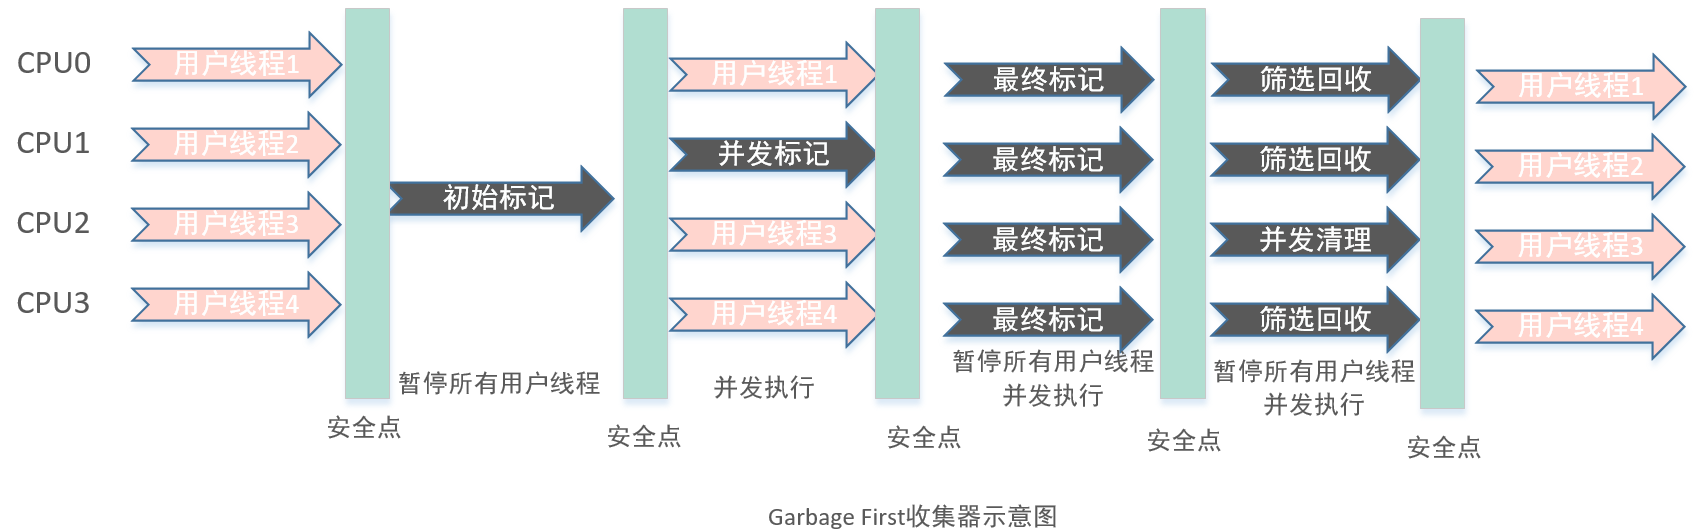 CPU0 用户线程1 用户线程1 最终标记 筛选回收 用户线程1
CPU1 用户线程2 并发标记 最终标记 筛选回收 用户线程2
初始标记
CPU2 用户线程3 用户线程3 最终标记 并发清理 用户线程3
CPU3 用户线程4 用户线程4 最终标记 筛选回收 用户线程4
暂停所有用户线程
并发执行
暂停所有用户线程
并发执行
暂停所有用户线程
并发执行
安全点 安全点 安全点 安全点 安全点
Garbage First收集器示意图